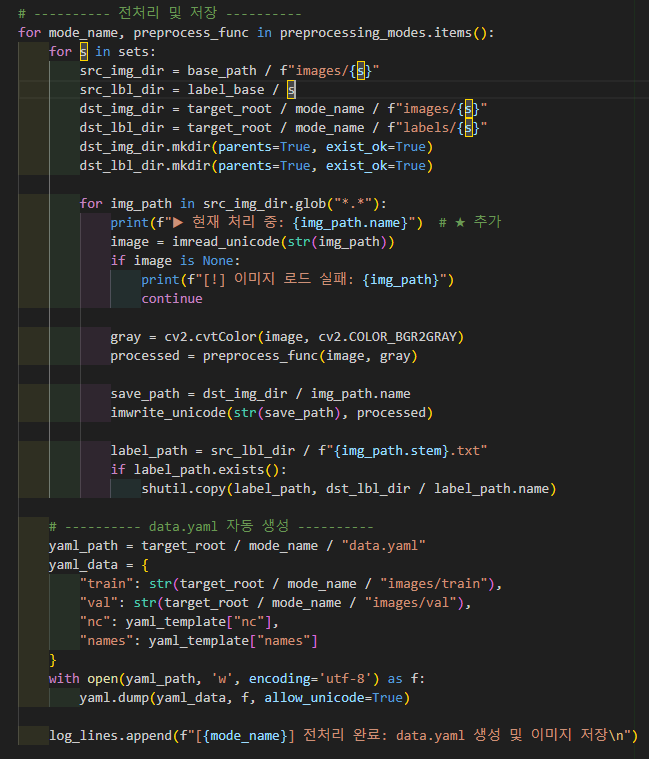 # ---------- 전처리 및 저장 ----------
for mode_name, preprocess_func in preprocessing_modes.items():
    for s in sets:
        src_img_dir = base_path / f"images/{s}"
        src_lbl_dir = label_base / s
        dst_img_dir = target_root / mode_name / f"images/{s}"
        dst_lbl_dir = target_root / mode_name / f"labels/{s}"
        dst_img_dir.mkdir(parents=True, exist_ok=True)
        dst_lbl_dir.mkdir(parents=True, exist_ok=True)

        for img_path in src_img_dir.glob("*.*"):
            print(f"▶ 현재 처리 중: {img_path.name}")  # ★ 추가
            image = imread_unicode(str(img_path))
            if image is None:
                print(f"[!] 이미지 로드 실패: {img_path}")
                continue

            gray = cv2.cvtColor(image, cv2.COLOR_BGR2GRAY)
            processed = preprocess_func(image, gray)

            save_path = dst_img_dir / img_path.name
            imwrite_unicode(str(save_path), processed)

            label_path = src_lbl_dir / f"{img_path.stem}.txt"
            if label_path.exists():
                shutil.copy(label_path, dst_lbl_dir / label_path.name)

    # ---------- data.yaml 자동 생성 ----------
    yaml_path = target_root / mode_name / "data.yaml"
    yaml_data = {
        "train": str(target_root / mode_name / "images/train"),
        "val": str(target_root / mode_name / "images/val"),
        "nc": yaml_template["nc"],
        "names": yaml_template["names"]
    }
    with open(yaml_path, 'w', encoding='utf-8') as f:
        yaml.dump(yaml_data, f, allow_unicode=True)

    log_lines.append(f"[{mode_name}] 전처리 완료: data.yaml 생성 및 이미지 저장\n")